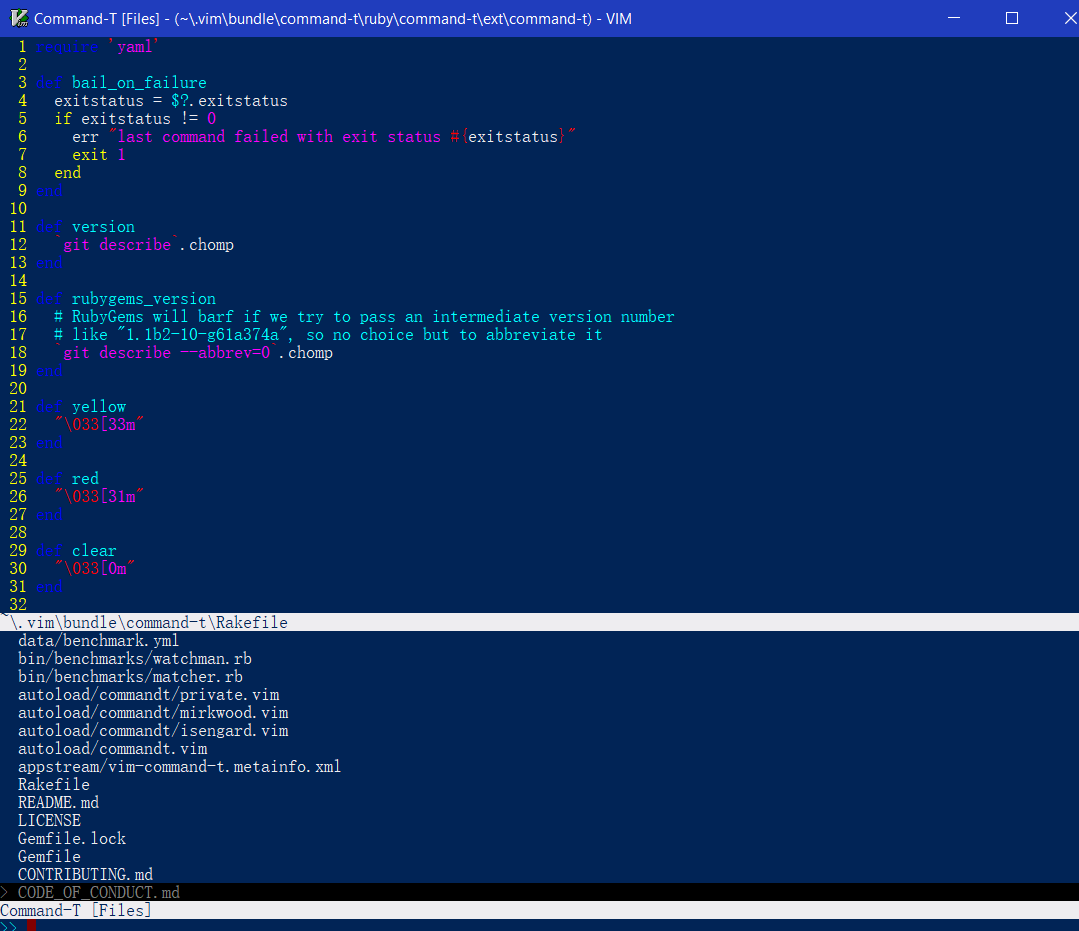 Command-T [Files] - (~\.vim\bundle\command-t\ruby\command-t\ext\command-t) - VIM
1 require 'yaml'
2
3 def bail_on_failure
4   exitstatus = $?.exitstatus
5   if exitstatus != 0
6     err "last command failed with exit status #{exitstatus}"
7     exit 1
8   end
9 end
10
11 def version
12   `git describe`.chomp
13 end
14
15 def rubygems_version
16   # RubyGems will barf if we try to pass an intermediate version number
17   # like "1.1b2-10-g61a374a", so no choice but to abbreviate it
18   `git describe --abbrev=0`.chomp
19 end
20
21 def yellow
22   "\033[33m"
23 end
24
25 def red
26   "\033[31m"
27 end
28
29 def clear
30   "\033[0m"
31 end
32
~\.vim\bundle\command-t\Rakefile
data/benchmark.yml
bin/benchmarks/watchman.rb
bin/benchmarks/matcher.rb
autoload/commandt/private.vim
autoload/commandt/mirkwood.vim
autoload/commandt/isengard.vim
autoload/commandt.vim
appstream/vim-command-t.metainfo.xml
Rakefile
README.md
LICENSE
Gemfile.lock
Gemfile
CONTRIBUTING.md
> CODE_OF_CONDUCT.md
Command-T [Files]
>>